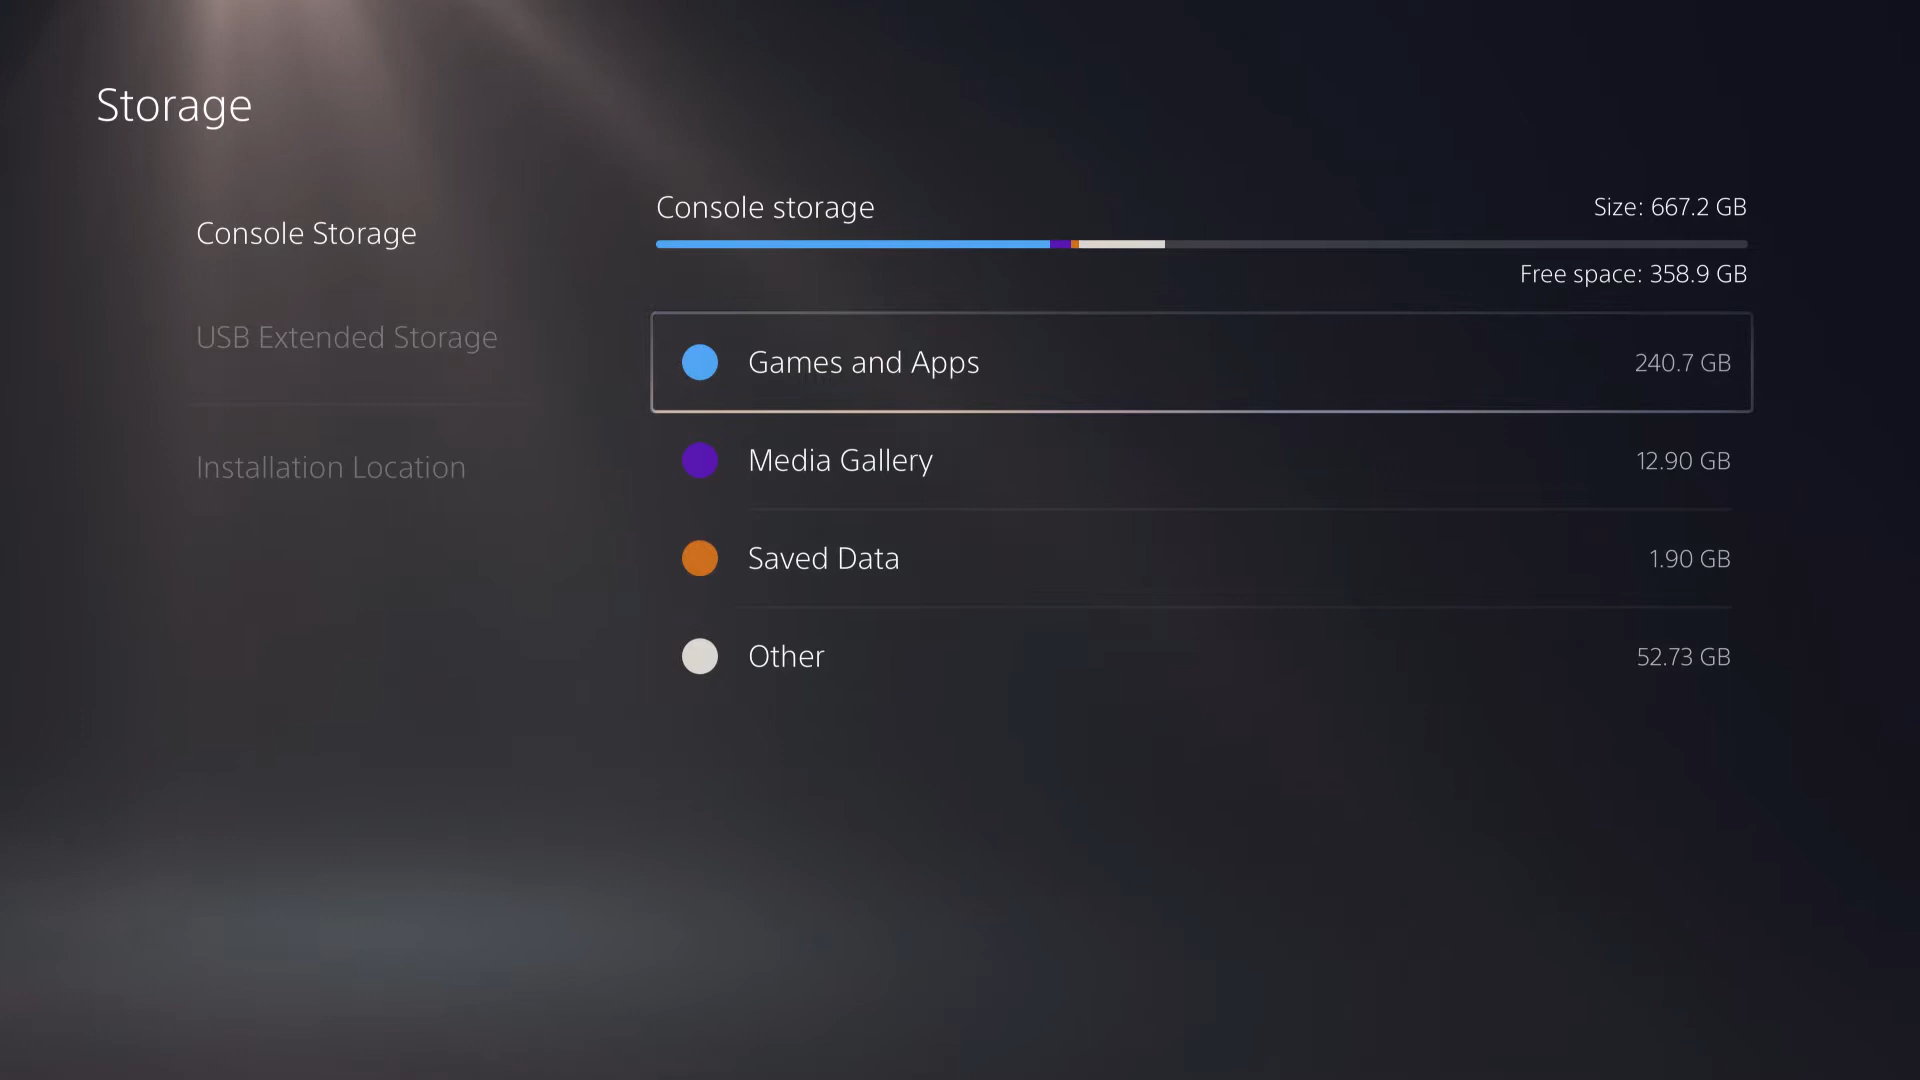 Storage
Console Storage
USB Extended Storage
Installation Location
Console storage
Size: 667.2 GB
Free space: 358.9 GB
Games and Apps 240.7 GB
Media Gallery 12.90 GB
Saved Data 1.90 GB
Other 52.73 GB